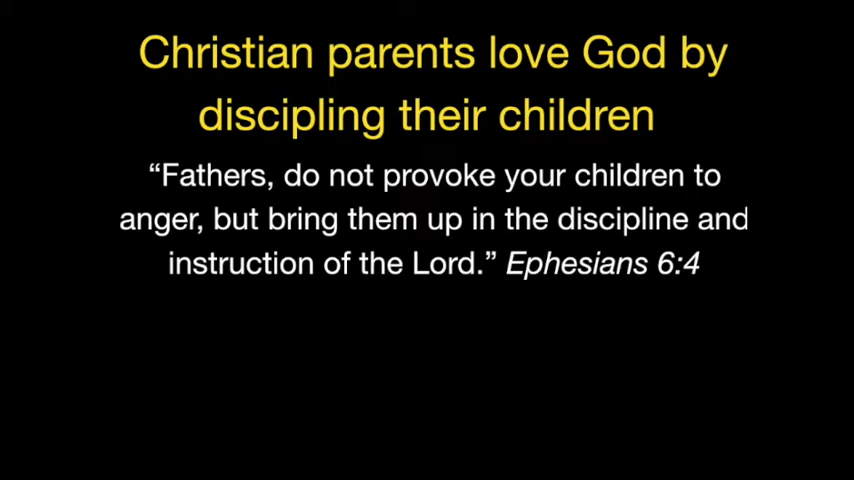 Christian parents love God by
discipling their children
“Fathers, do not provoke your children to
anger, but bring them up in the discipline and
instruction of the Lord.” Ephesians 6:4